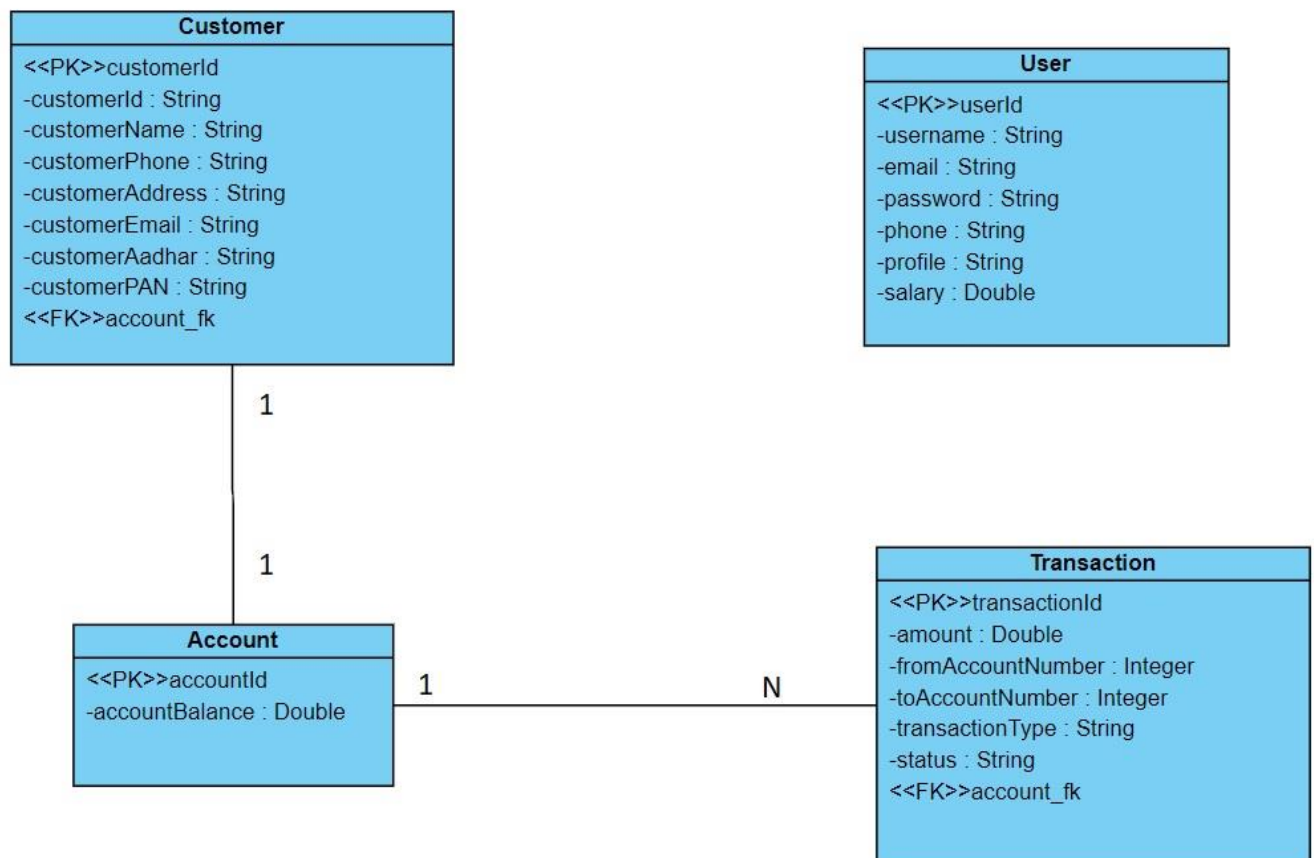 Customer
<<PK>>customerId
-customerId : String
-customerName : String
-customerPhone : String
-customerAddress : String
-customerEmail : String
-customerAadhar : String
-customerPAN : String
<<FK>>account_fk
User
<<PK>>userId
-username : String
-email : String
-password : String
-phone : String
-profile : String
-salary : Double
1
1
Account
<<PK>>accountId
-accountBalance : Double
1
N
Transaction
<<PK>>transactionId
-amount : Double
-fromAccountNumber : Integer
-toAccountNumber : Integer
-transactionType : String
-status : String
<<FK>>account_fk